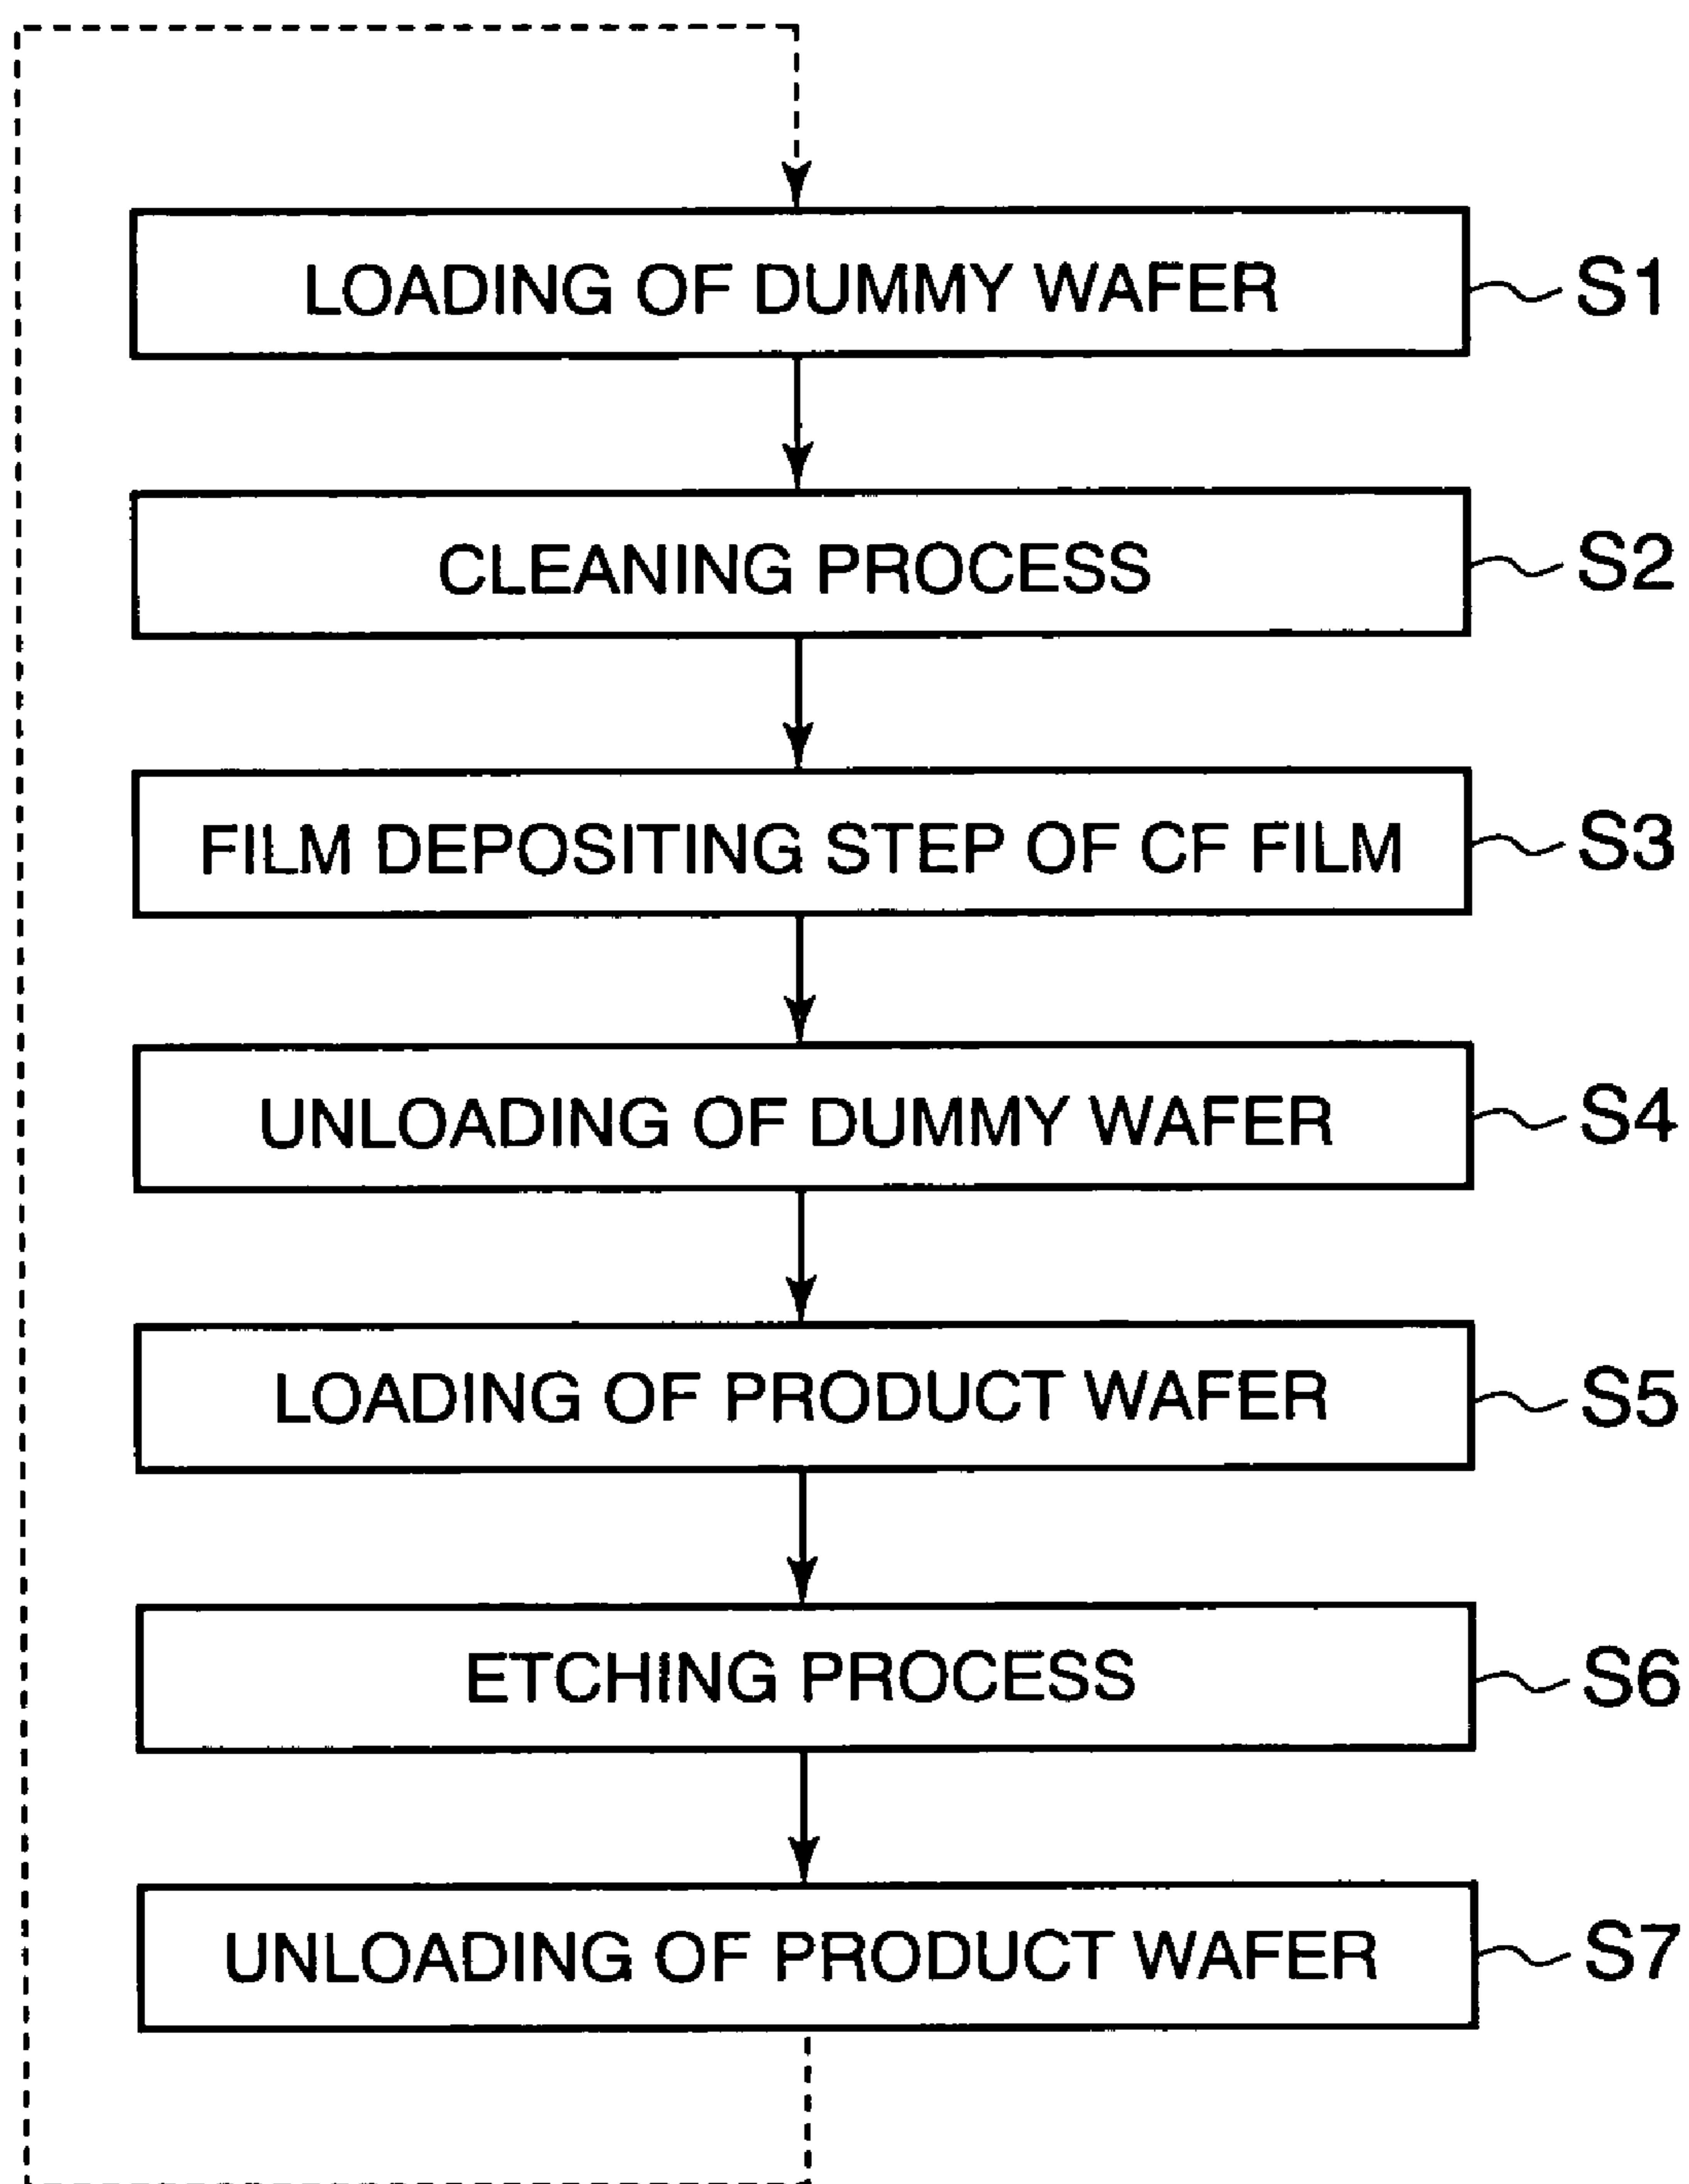 LOADING OF DUMMY WAFER S1
CLEANING PROCESS S2
FILM DEPOSITING STEP OF CF FILM S3
UNLOADING OF DUMMY WAFER S4
LOADING OF PRODUCT WAFER S5
ETCHING PROCESS S6
UNLOADING OF PRODUCT WAFER S7